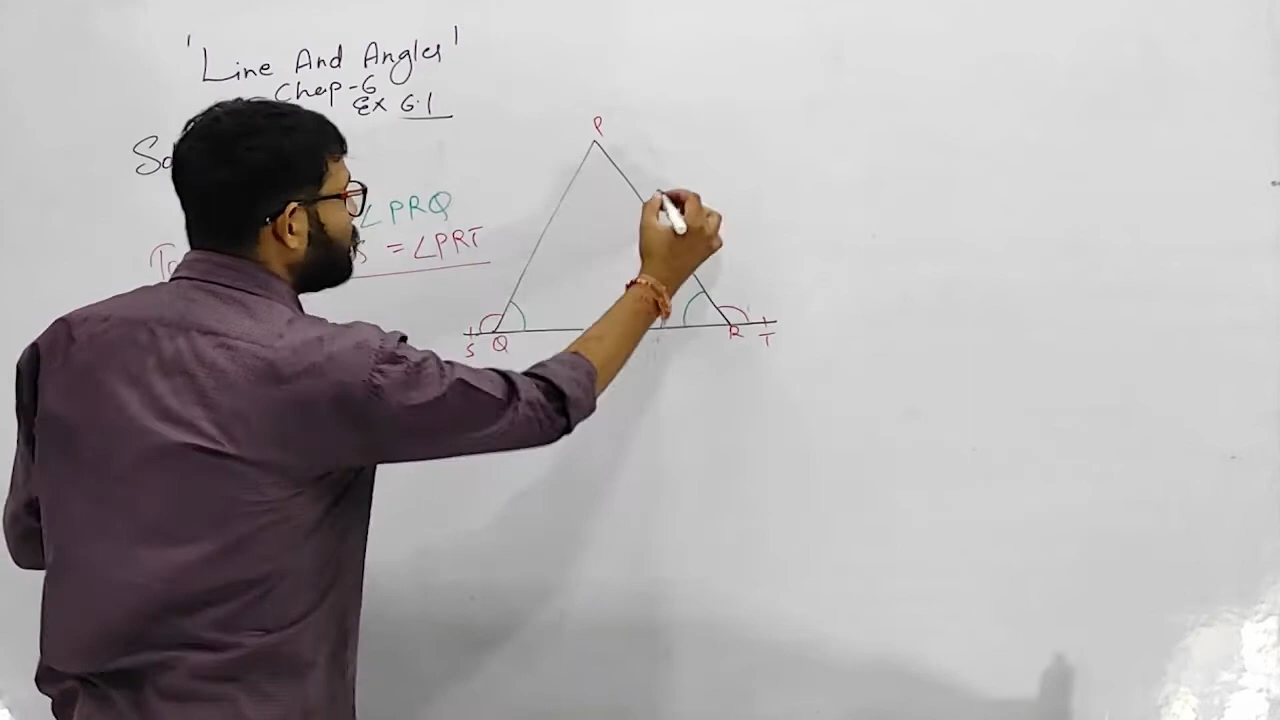 'Line And Angles'
Chap-6
Ex 6.1
∠PRQ
= ∠PRT
P
S Q R T